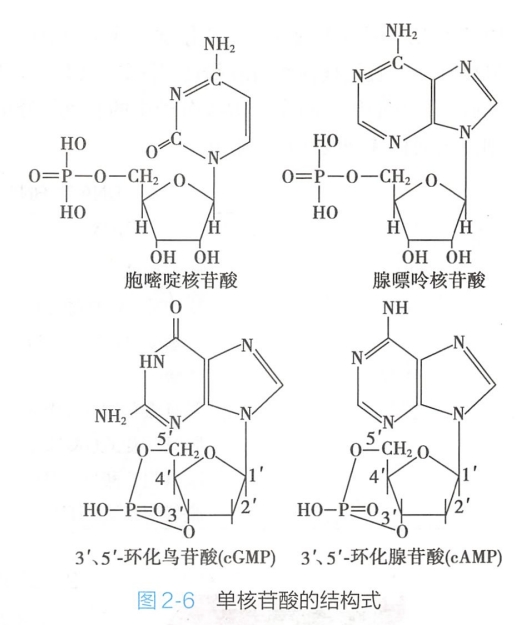 NH₂
NH₂
N
C
N
C
N
O
C
N
N
N
HO
HO
O=P—O—CH₂
O
O=P—O—CH₂
O
HO
HO
H
H
H
H
OH OH
OH OH
胞嘧啶核苷酸
腺嘌呤核苷酸
O
NH
HN
N
N
N
NH₂
N
N
N
N
5′
5′
O
CH₂
O
O
CH₂
O
4′
1′
4′
1′
HO—P=O
3′
2′
HO—P=O
3′
2′
O
O
3′、5′-环化鸟苷酸(cGMP)
3′、5′-环化腺苷酸(cAMP)
图2-6 单核苷酸的结构式